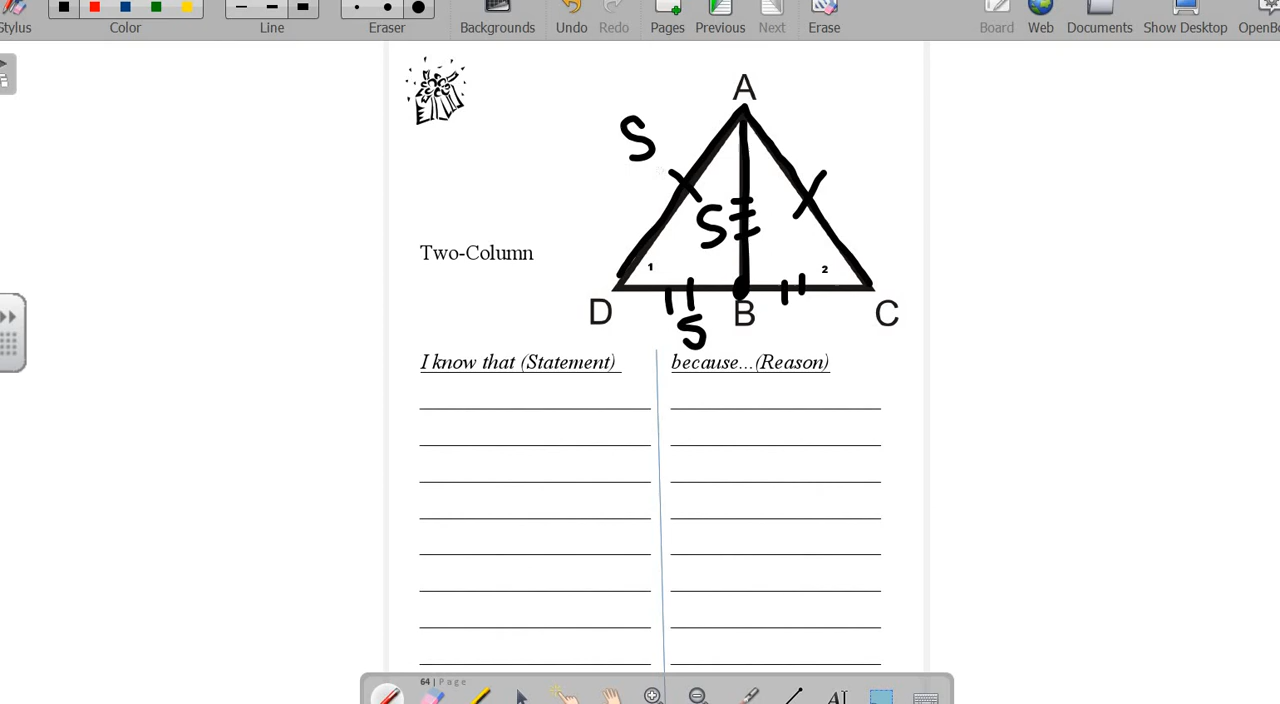 Stylus Color Line Eraser Backgrounds Undo Redo Pages Previous Next Erase Board Web Documents Show Desktop
A
S
S
Two-Column
1 2
D B C
S
I know that (Statement) because...(Reason)
64 | Page